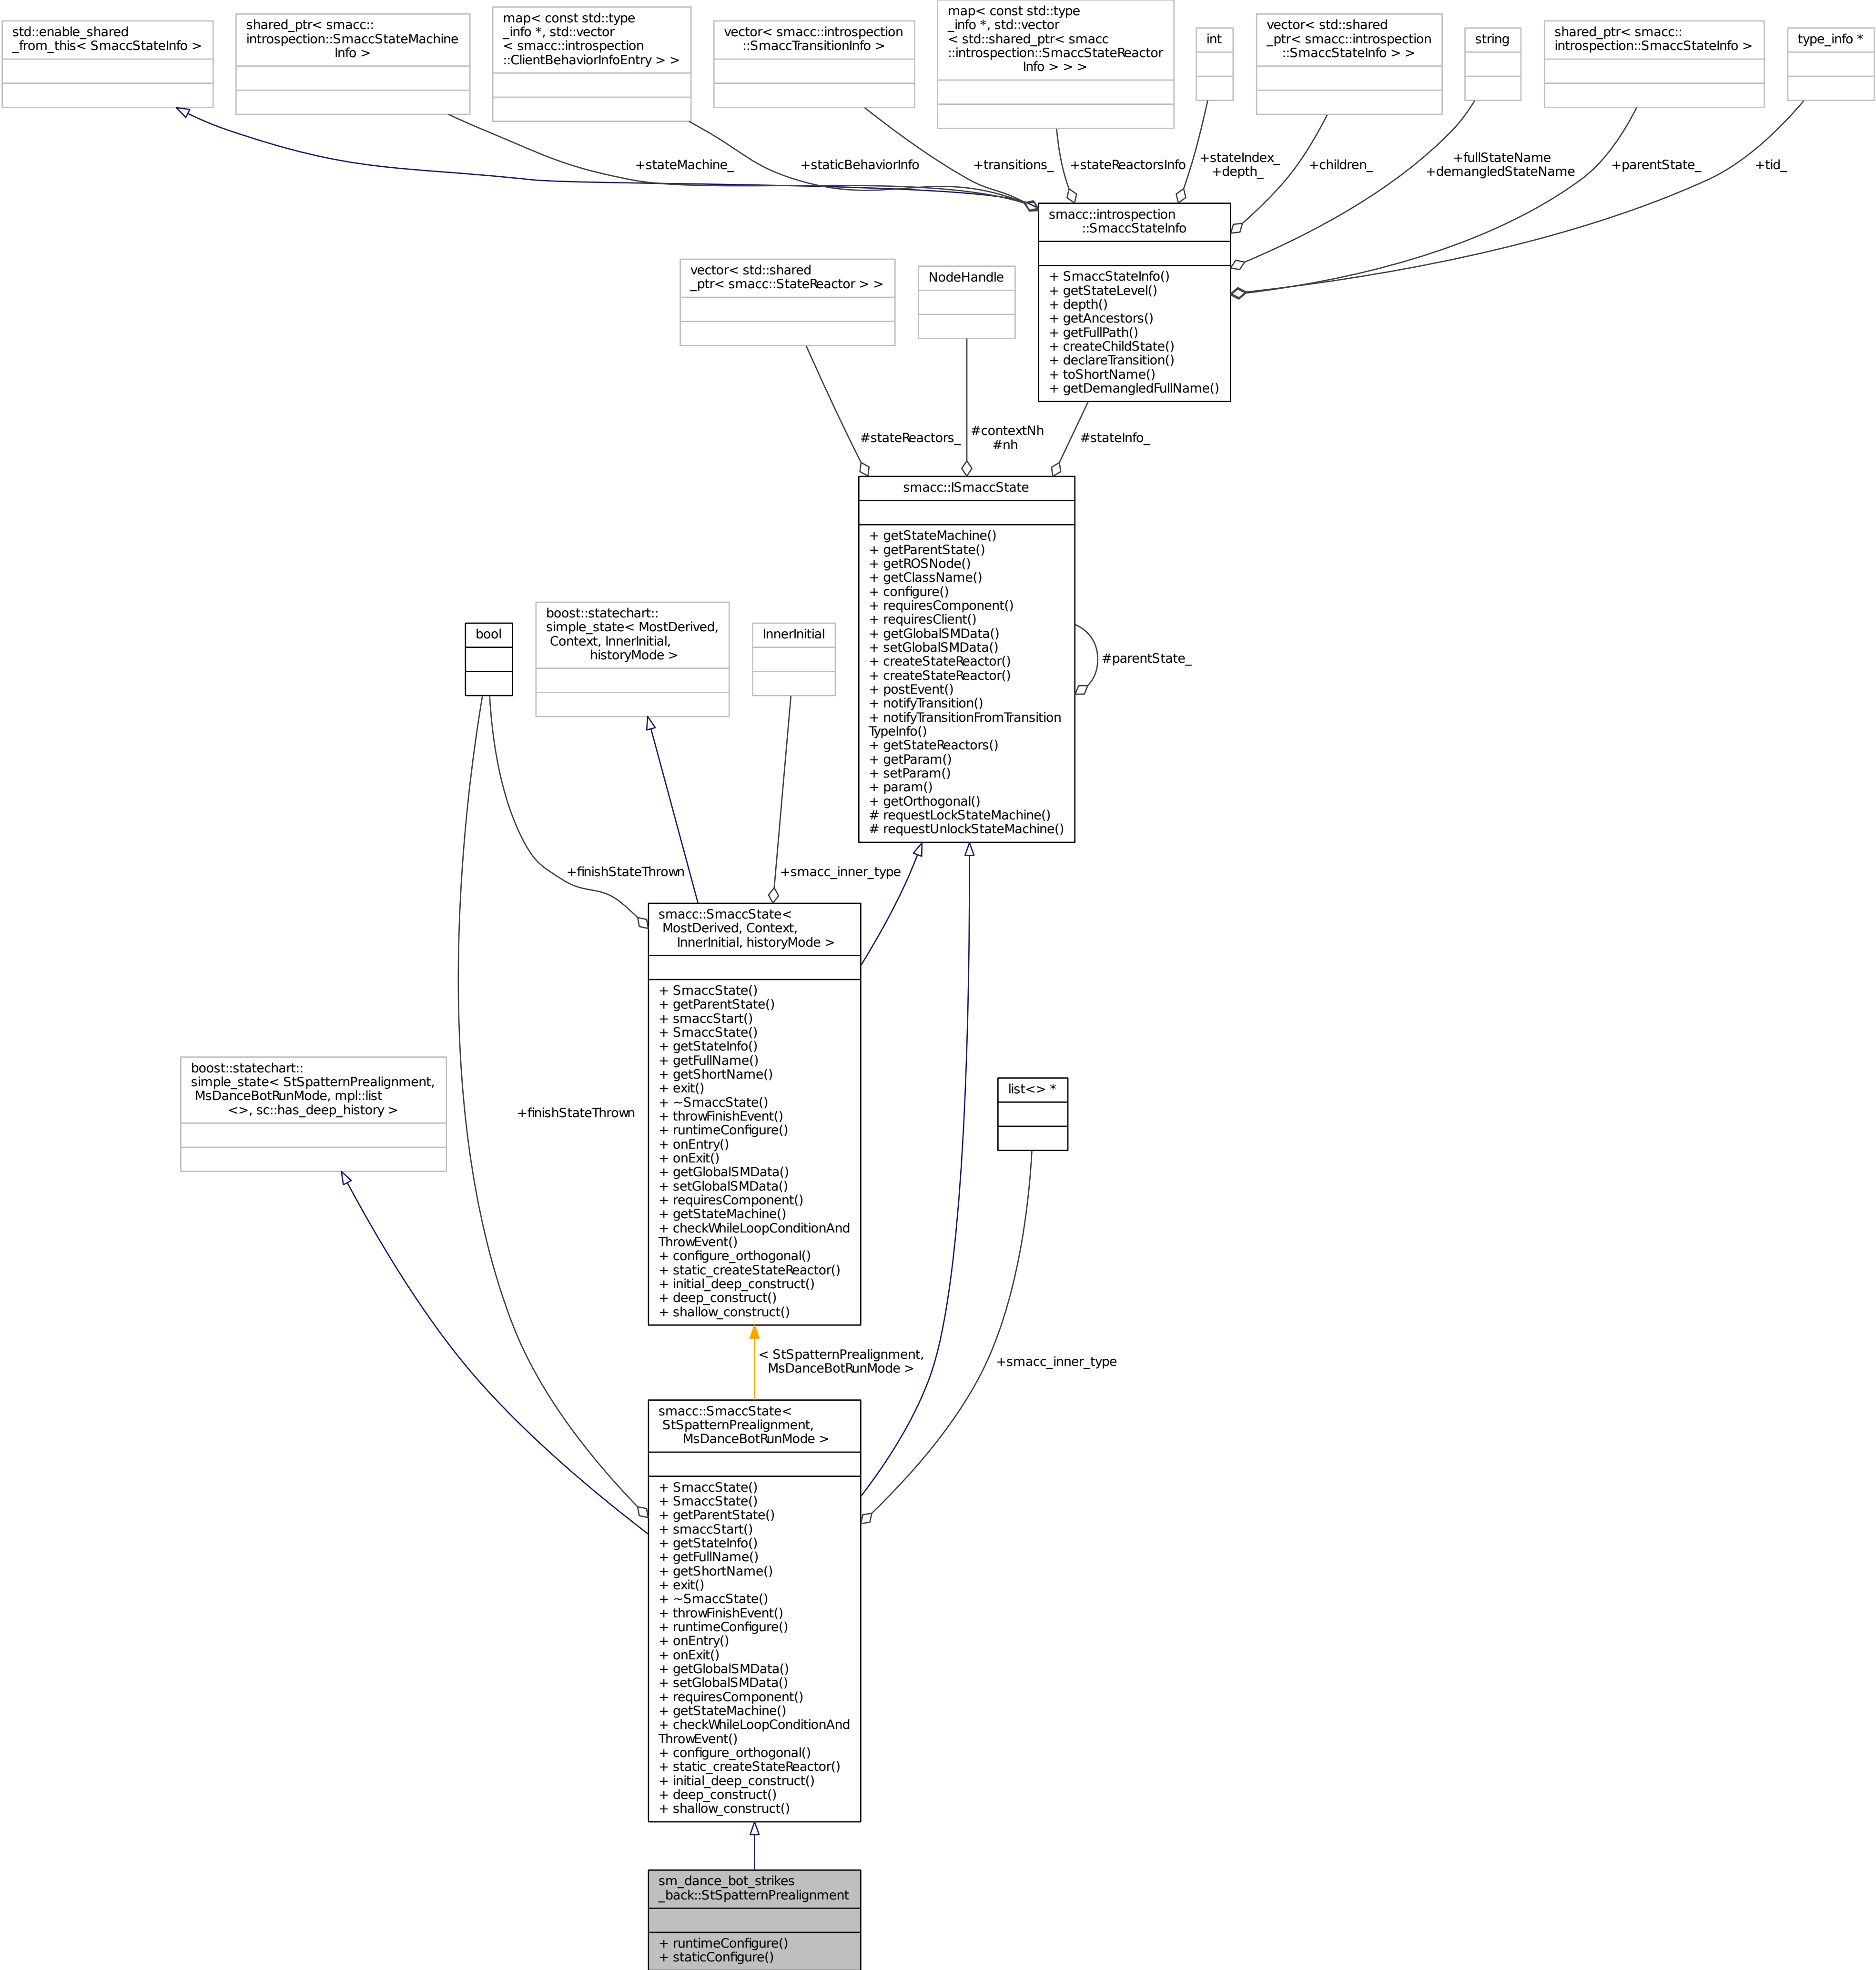 std::enable_shared
_from_this< SmaccStateInfo >
shared_ptr< smacc::
introspection::SmaccStateMachine
Info >
map< const std::type
_info *, std::vector
< smacc::introspection
::ClientBehaviorInfoEntry > >
vector< smacc::introspection
::SmaccTransitionInfo >
map< const std::type
_info *, std::vector
< std::shared_ptr< smacc
::introspection::SmaccStateReactor
Info > > >
int
vector< std::shared
_ptr< smacc::introspection
::SmaccStateInfo > >
string
shared_ptr< smacc::
introspection::SmaccStateInfo >
type_info *
+stateMachine_
+staticBehaviorInfo
+transitions_
+stateReactorsInfo
+stateIndex_
+depth_
+children_
+fullStateName
+demangledStateName
+parentState_
+tid_
smacc::introspection
::SmaccStateInfo
+ SmaccStateInfo()
+ getStateLevel()
+ depth()
+ getAncestors()
+ getFullPath()
+ createChildState()
+ declareTransition()
+ toShortName()
+ getDemangledFullName()
vector< std::shared
_ptr< smacc::StateReactor > >
NodeHandle
#stateReactors_
#contextNh
#nh
#stateInfo_
smacc::ISmaccState
+ getStateMachine()
+ getParentState()
+ getROSNode()
+ getClassName()
+ configure()
+ requiresComponent()
+ requiresClient()
+ getGlobalSMData()
+ setGlobalSMData()
+ createStateReactor()
+ createStateReactor()
+ postEvent()
+ notifyTransition()
+ notifyTransitionFromTransition
TypeInfo()
+ getStateReactors()
+ getParam()
+ setParam()
+ param()
+ getOrthogonal()
# requestLockStateMachine()
# requestUnlockStateMachine()
#parentState_
bool
boost::statechart::
simple_state< MostDerived,
Context, InnerInitial,
historyMode >
InnerInitial
+finishStateThrown
+smacc_inner_type
smacc::SmaccState<
MostDerived, Context,
InnerInitial, historyMode >
+ SmaccState()
+ getParentState()
+ smaccStart()
+ SmaccState()
+ getStateInfo()
+ getFullName()
+ getShortName()
+ exit()
+ ~SmaccState()
+ throwFinishEvent()
+ runtimeConfigure()
+ onEntry()
+ onExit()
+ getGlobalSMData()
+ setGlobalSMData()
+ requiresComponent()
+ getStateMachine()
+ checkWhileLoopConditionAnd
ThrowEvent()
+ configure_orthogonal()
+ static_createStateReactor()
+ initial_deep_construct()
+ deep_construct()
+ shallow_construct()
boost::statechart::
simple_state< StSpatternPrealignment,
MsDanceBotRunMode, mpl::list
<>, sc::has_deep_history >
+finishStateThrown
list<> *
< StSpatternPrealignment,
MsDanceBotRunMode >
+smacc_inner_type
smacc::SmaccState<
StSpatternPrealignment,
MsDanceBotRunMode >
+ SmaccState()
+ SmaccState()
+ getParentState()
+ smaccStart()
+ getStateInfo()
+ getFullName()
+ getShortName()
+ exit()
+ ~SmaccState()
+ throwFinishEvent()
+ runtimeConfigure()
+ onEntry()
+ onExit()
+ getGlobalSMData()
+ setGlobalSMData()
+ requiresComponent()
+ getStateMachine()
+ checkWhileLoopConditionAnd
ThrowEvent()
+ configure_orthogonal()
+ static_createStateReactor()
+ initial_deep_construct()
+ deep_construct()
+ shallow_construct()
sm_dance_bot_strikes
_back::StSpatternPrealignment
+ runtimeConfigure()
+ staticConfigure()